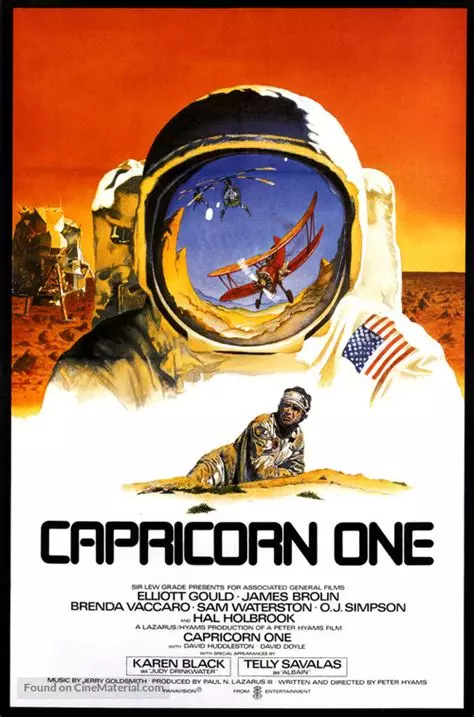 CAPRICORN ONE
SIR LEW GRADE PRESENTS FOR ASSOCIATED GENERAL FILMS
ELLIOTT GOULD · JAMES BROLIN
BRENDA VACCARO · SAM WATERSTON · O.J. SIMPSON
AND HAL HOLBROOK
A LAZARUS/HYAMS PRODUCTION OF A PETER HYAMS FILM
CAPRICORN ONE
WITH DAVID HUDDLESTON · DAVID DOYLE
WITH SPECIAL APPEARANCES BY
KAREN BLACK TELLY SAVALAS
AS "JUDY DRINKWATER" AS "ALBAIN"
MUSIC BY JERRY GOLDSMITH · PRODUCED BY PAUL N. LAZARUS III · WRITTEN AND DIRECTED BY PETER HYAMS
PANAVISION® FROM ENTERTAINMENT
Found on CineMaterial.com